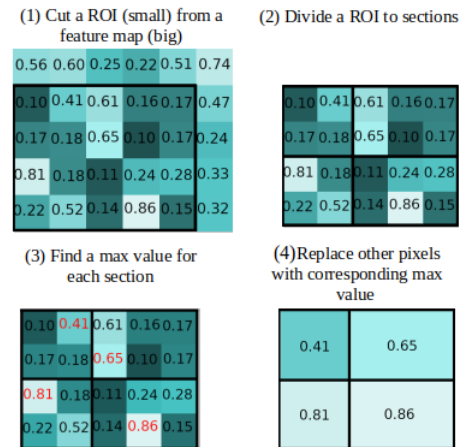 (1) Cut a ROI (small) from a
feature map (big)
0.56 0.60 0.25 0.22 0.51 0.74
0.10 0.41 0.61 0.16 0.17 0.47
0.17 0.18 0.65 0.10 0.17 0.24
0.81 0.18 0.11 0.24 0.28 0.33
0.22 0.52 0.14 0.86 0.15 0.32
(2) Divide a ROI to sections
0.10 0.41 0.61 0.16 0.17
0.17 0.18 0.65 0.10 0.17
0.81 0.18 0.11 0.24 0.28
0.22 0.52 0.14 0.86 0.15
(3) Find a max value for
each section
0.10 0.41 0.61 0.16 0.17
0.17 0.18 0.65 0.10 0.17
0.81 0.18 0.11 0.24 0.28
0.22 0.52 0.14 0.86 0.15
(4)Replace other pixels
with corresponding max
value
0.41 0.65
0.81 0.86